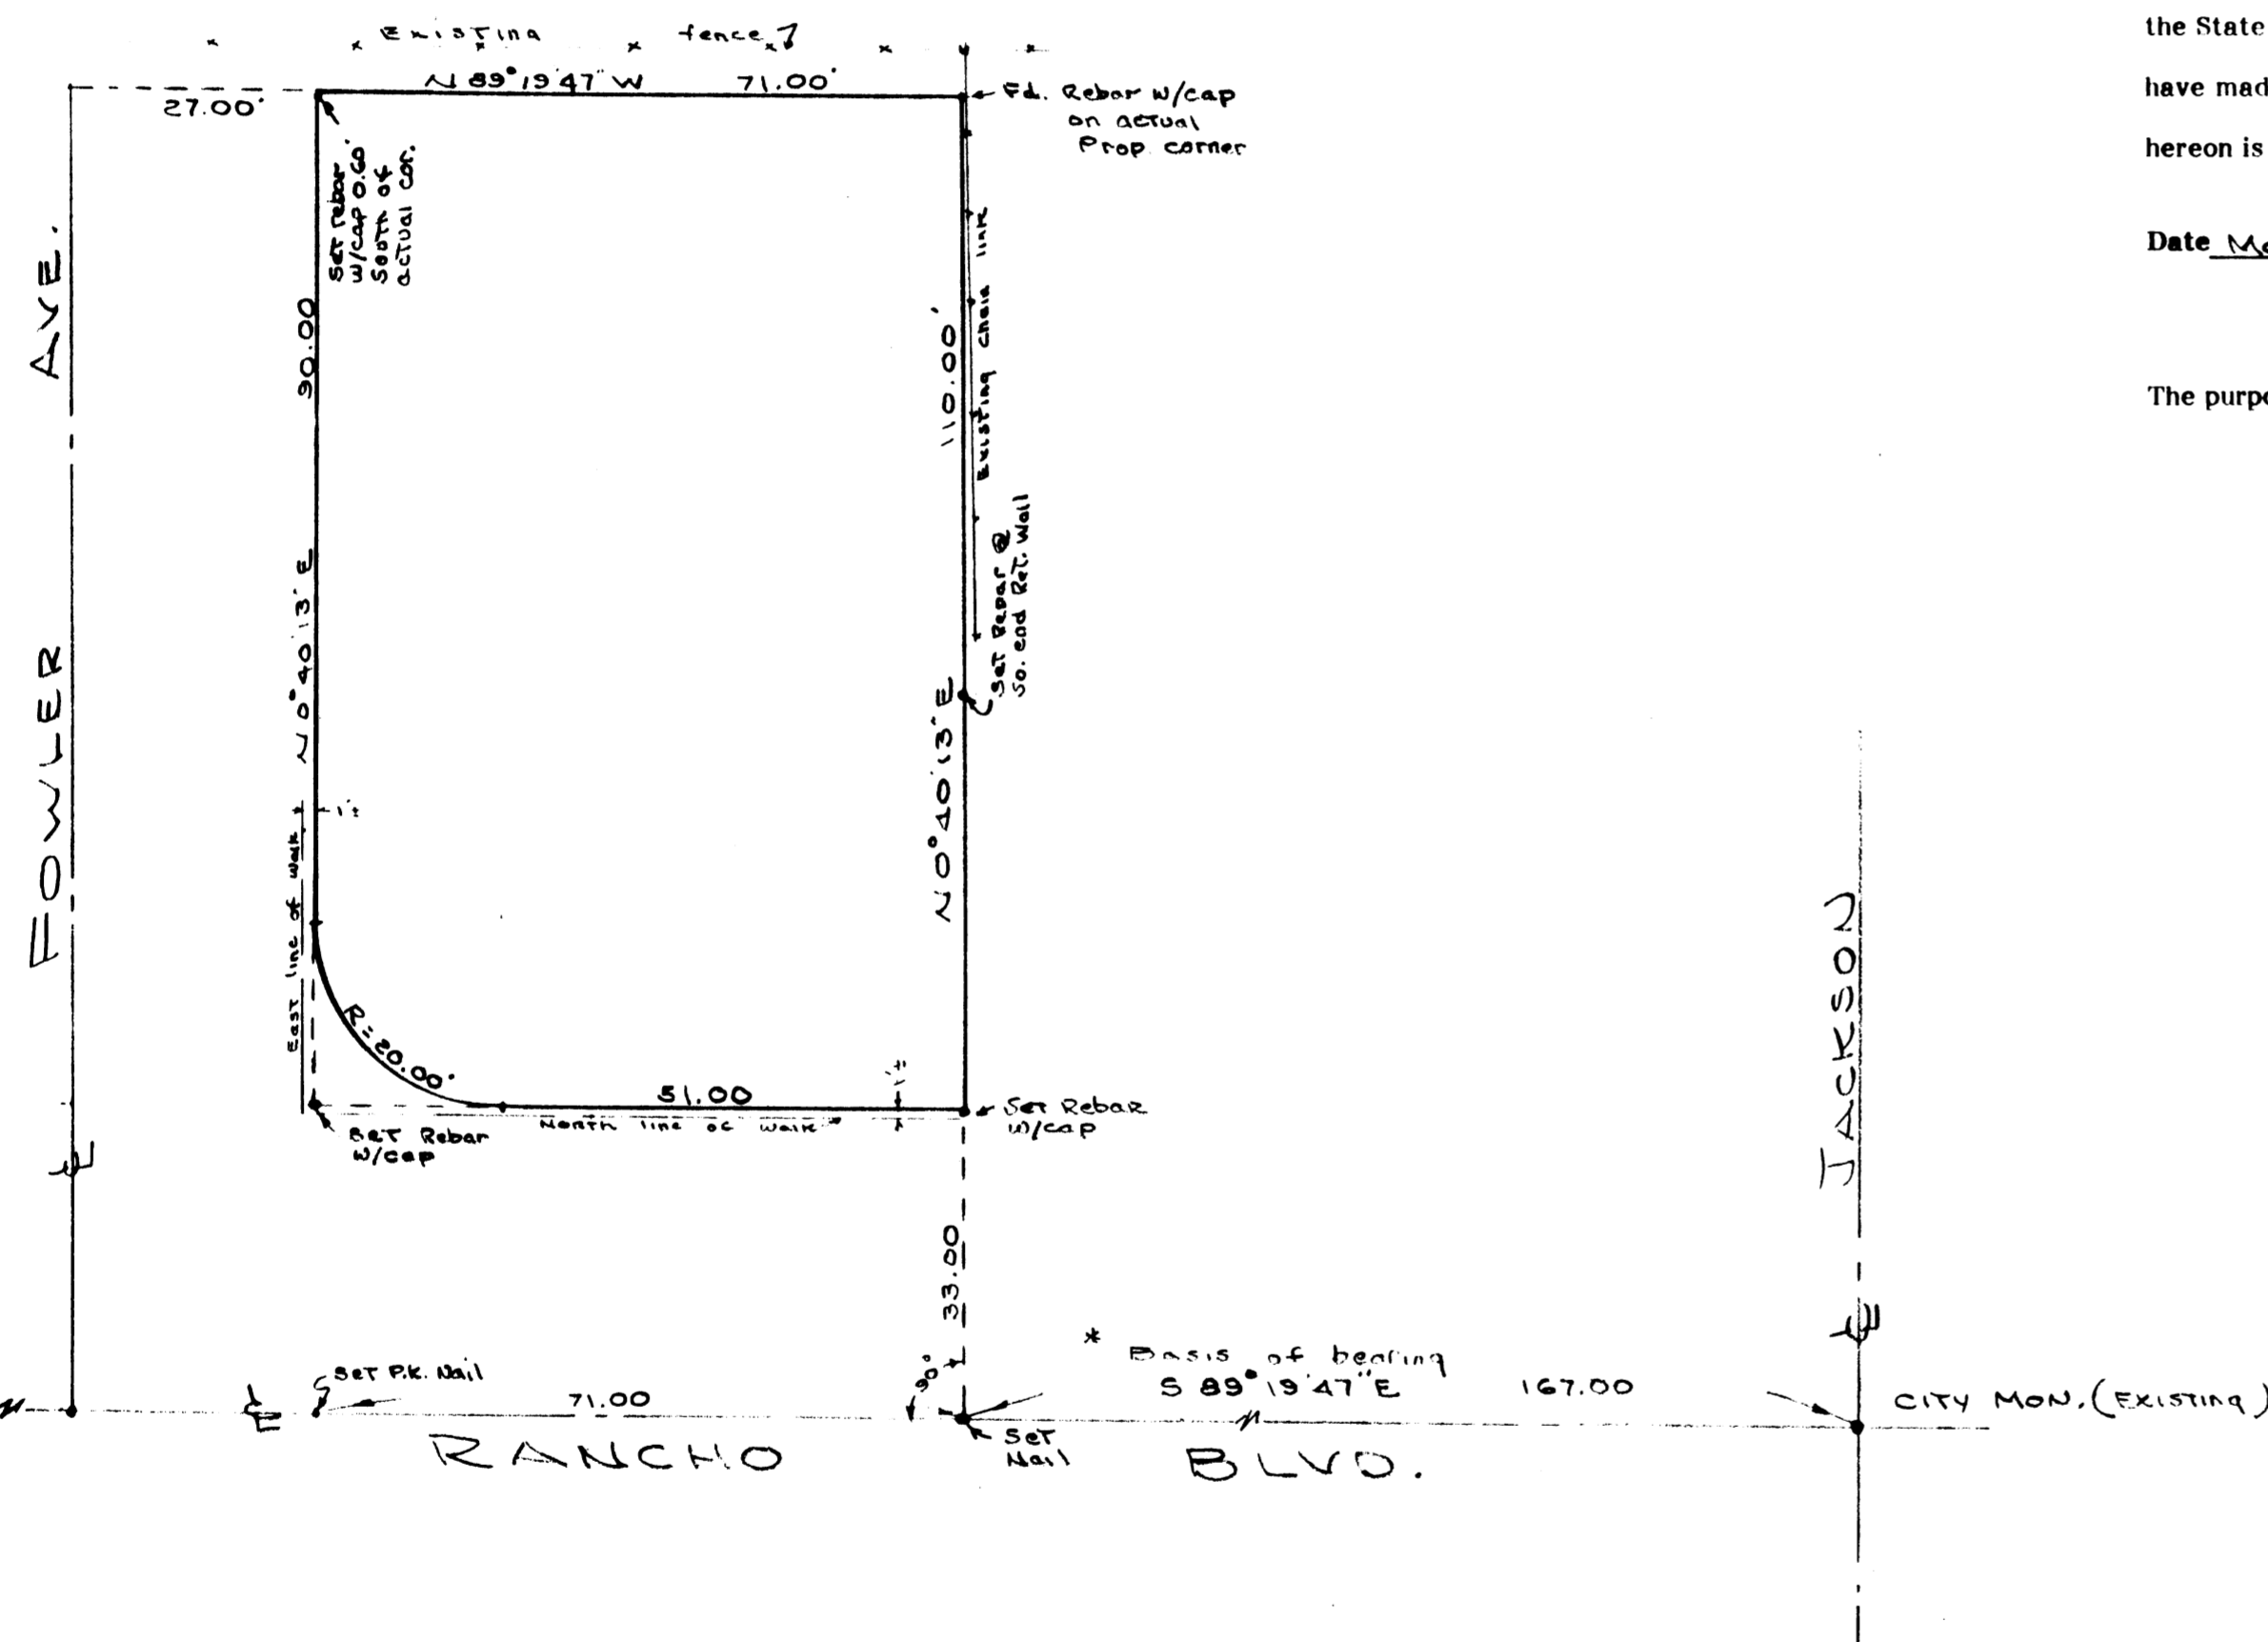 Existing fence
N 89° 19' 47" W 71.00'
27.00'
Fd. Rebar w/cap
on actual
Prop. corner
the State
have mad
hereon is
Date
The purpo
Set rebar
w/cap 0.60'
South of
actual cor.
FOWLER AVE.
90.00
N 0° 40' 13" E
110.00'
N 0° 40' 13" E
Existing chain link
Set Rebar @
So. end Ret. Wall
1'±
East line of walk
R=20.00'
51.00
1'±
North line of walk
Set Rebar
w/cap
Set Rebar
w/cap
33.00
90°
JACKSON
* Basis of bearing
S 89° 19' 47" E 167.00
Set P.K. Nail
71.00
CITY MON. (Existing)
Set
Nail
RANCHO BLVD.